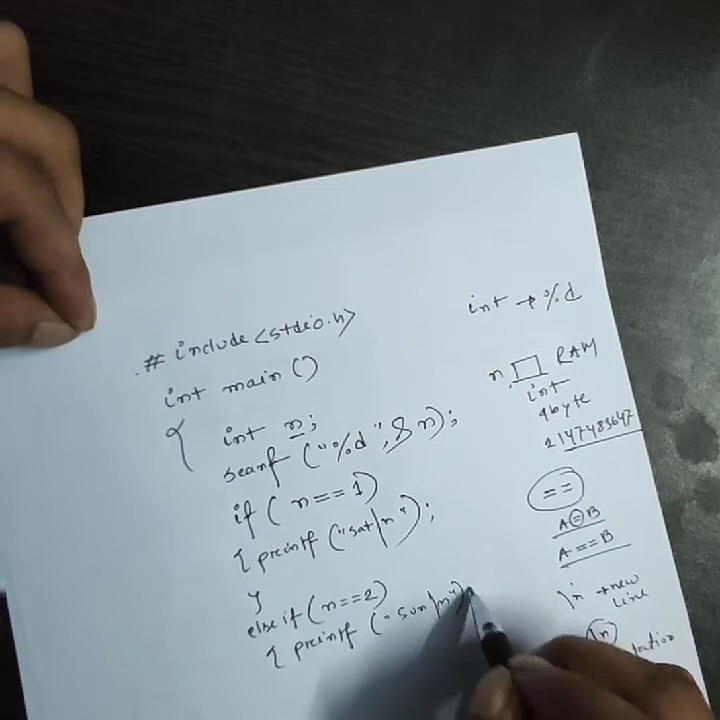 # include <stdio.h>
int main ()
{ int n;
scanf ("%d", &n);
if ( n==1)
{ printf ("sat\n");
}
else if (n==2)
{ printf ("sun\n")
int → %d
n RAM
int
4byte
2147483647
==
A=B
A==B
\n → new
line
\n